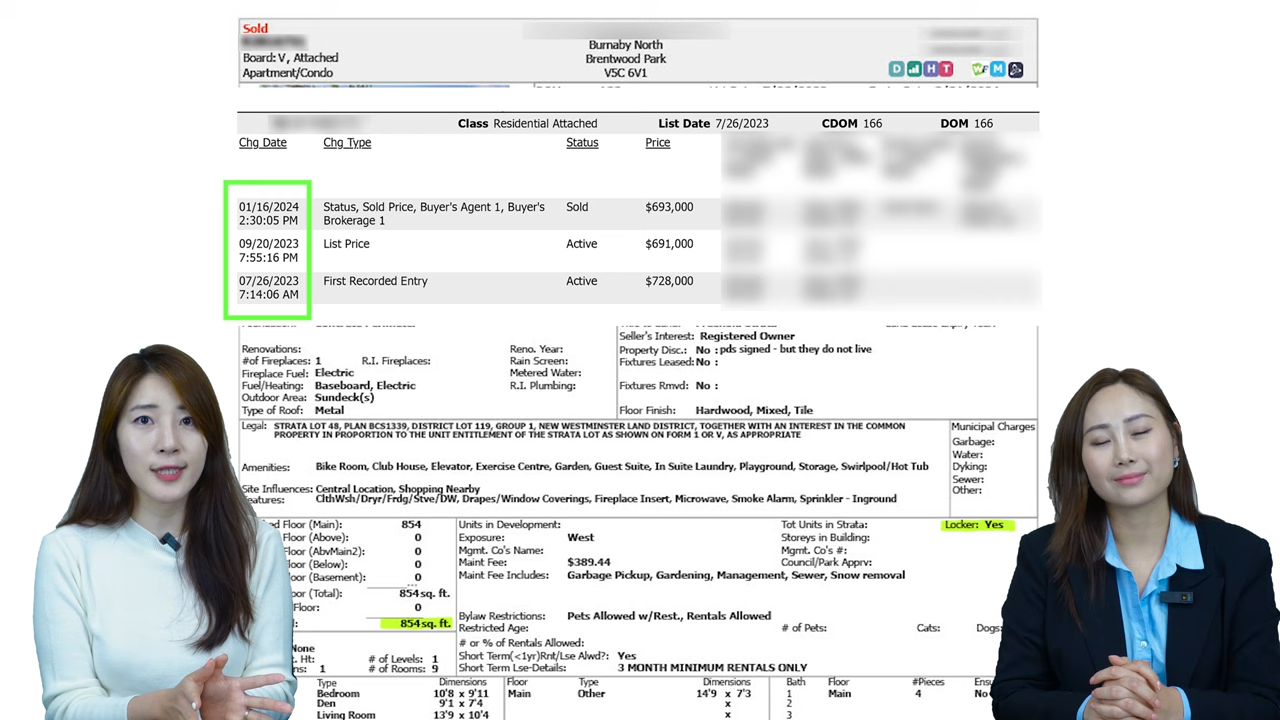 Sold
Board: V, Attached
Apartment/Condo
Burnaby North
Brentwood Park
V5C 6V1
D H T W F M
Class Residential Attached List Date 7/26/2023 CDOM 166 DOM 166
Chg Date Chg Type Status Price
01/16/2024 Status, Sold Price, Buyer's Agent 1, Buyer's Sold $693,000
2:30:05 PM Brokerage 1
09/20/2023 List Price Active $691,000
7:55:16 PM
07/26/2023 First Recorded Entry Active $728,000
7:14:06 AM
Seller's Interest: Registered Owner
Renovations: Reno. Year: Property Disc.: No : pds signed - but they do not live
#of Fireplaces: 1 R.I. Fireplaces: Rain Screen: Fixtures Leased: No :
Fireplace Fuel: Electric Metered Water:
Fuel/Heating: Baseboard, Electric R.I. Plumbing: Fixtures Rmvd: No :
Outdoor Area: Sundeck(s)
Type of Roof: Metal Floor Finish: Hardwood, Mixed, Tile
Legal: STRATA LOT 48, PLAN BCS1339, DISTRICT LOT 119, GROUP 1, NEW WESTMINSTER LAND DISTRICT, TOGETHER WITH AN INTEREST IN THE COMMON
PROPERTY IN PROPORTION TO THE UNIT ENTITLEMENT OF THE STRATA LOT AS SHOWN ON FORM 1 OR V, AS APPROPRIATE
Municipal Charges
Garbage:
Water:
Dyking:
Sewer:
Other:
Amenities: Bike Room, Club House, Elevator, Exercise Centre, Garden, Guest Suite, In Suite Laundry, Playground, Storage, Swirlpool/Hot Tub
Site Influences: Central Location, Shopping Nearby
Features: ClthWsh/Dryr/Frdg/Stve/DW, Drapes/Window Coverings, Fireplace Insert, Microwave, Smoke Alarm, Sprinkler - Inground
Floor (Main): 854 Units in Development: Tot Units in Strata: Locker: Yes
Floor (Above): 0 Exposure: West Storeys in Building:
(AbvMain2): 0 Mgmt. Co's Name: Mgmt. Co's #:
(Below): 0 Maint Fee: $389.44 Council/Park Apprv:
(Basement): 0 Maint Fee Includes: Garbage Pickup, Gardening, Management, Sewer, Snow removal
(Total): 854 sq. ft.
Floor: 0
854 sq. ft.
Bylaw Restrictions: Pets Allowed w/Rest., Rentals Allowed
Restricted Age: # of Pets: Cats: Dogs:
# or % of Rentals Allowed:
None
Ht: # of Levels: 1 Short Term(<1yr)Rnt/Lse Alwd?: Yes
1 # of Rooms: 9 Short Term Lse-Details: 3 MONTH MINIMUM RENTALS ONLY
Type Dimensions Floor Type Dimensions Bath Floor #Pieces
Bedroom 10'8 x 9'11 Main Other 14'9 x 7'3 1 Main 4 No
Den 9'1 x 7'4 x 2
Living Room 13'9 x 10'4 x 3